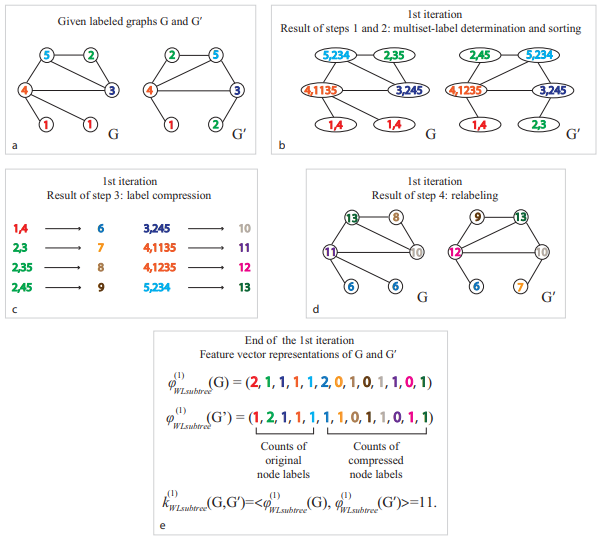 Given labeled graphs G and G′
5
2
2
5
4
3
4
3
1
1
1
2
G
G′
a
1st iteration
Result of steps 1 and 2: multiset-label determination and sorting
5,234
2,35
2,45
5,234
4,1135
3,245
4,1235
3,245
1,4
1,4
1,4
2,3
G
G′
b
1st iteration
Result of step 3: label compression
1,4 → 6 3,245 → 10
2,3 → 7 4,1135 → 11
2,35 → 8 4,1235 → 12
2,45 → 9 5,234 → 13
c
1st iteration
Result of step 4: relabeling
13
8
9
13
11
10
12
10
6
6
6
7
G
G′
d
End of the 1st iteration
Feature vector representations of G and G′
φ(1)WLsubtree(G) = (2, 1, 1, 1, 1, 2, 0, 1, 0, 1, 1, 0, 1)
φ(1)WLsubtree(G’) = (1, 2, 1, 1, 1, 1, 1, 0, 1, 1, 0, 1, 1)
Counts of Counts of
original compressed
node labels node labels
k(1)WLsubtree(G,G′)=<φ(1)WLsubtree(G), φ(1)WLsubtree(G′)>=11.
e